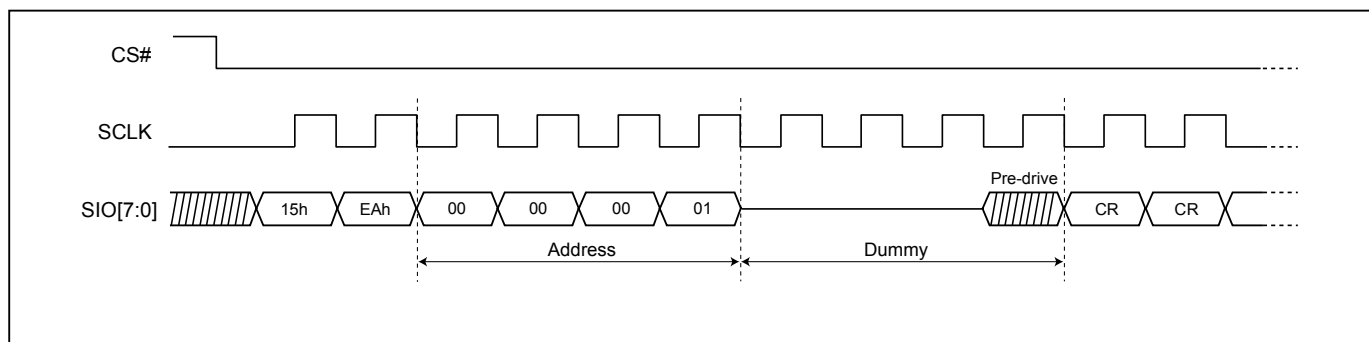 CS#
SCLK
Pre-drive
SIO[7:0] 15h EAh 00 00 00 01 CR CR
Address Dummy